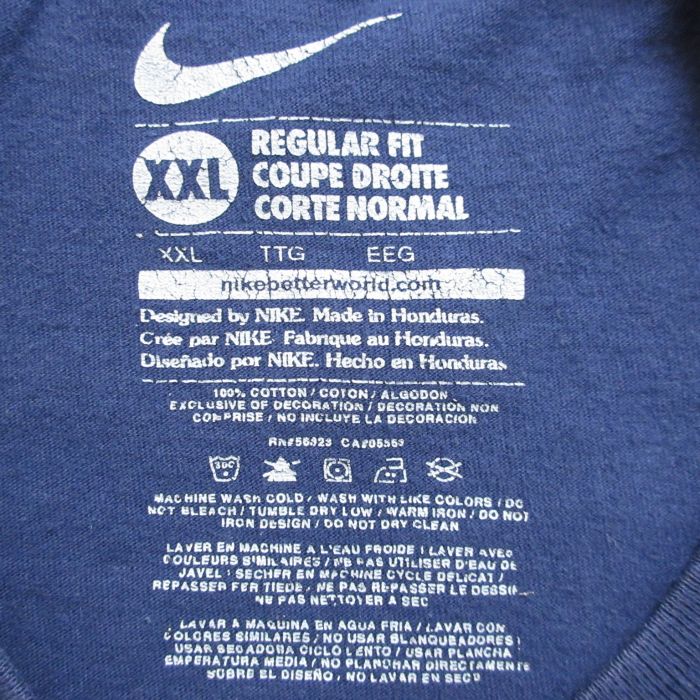 XXL
REGULAR FIT
COUPE DROITE
CORTE NORMAL
XXL TTG EEG
nikebetterworld.com
Designed by NIKE. Made in Honduras.
Crée par NIKE. Fabrique au Honduras.
Diseñado por NIKE. Hecho en Honduras
100% COTTON / COTON / ALGODON
EXCLUSIVE OF DECORATION / DECORATION NON
COMPRISE / NO INCLUYE LA DECORACION
RN#56323 CA#05553
30C
MACHINE WASH COLD / WASH WITH LIKE COLORS / DO
NOT BLEACH / TUMBLE DRY LOW / WARM IRON / DO NOT
IRON DESIGN / DO NOT DRY CLEAN
LAVER EN MACHINE A L'EAU FROIDE / LAVER AVEC
COULEURS SIMILAIRES / NE PAS UTILISER D'EAU DE
JAVEL / SECHER EN MACHINE CYCLE DELICAT /
REPASSER FER TIEDE / NE PAS REPASSER LE DESSIN
NE PAS NETTOYER A SEC
LAVAR A MAQUINA EN AGUA FRIA / LAVAR CON
COLORES SIMILARES / NO USAR BLANQUEADORES /
USAR SECADORA CICLO LENTO / USAR PLANCHA
EMPERATURA MEDIA / NO PLANCHAR DIRECTAMENTE
SOBRE EL DISEÑO / NO LAVAR EN SECO